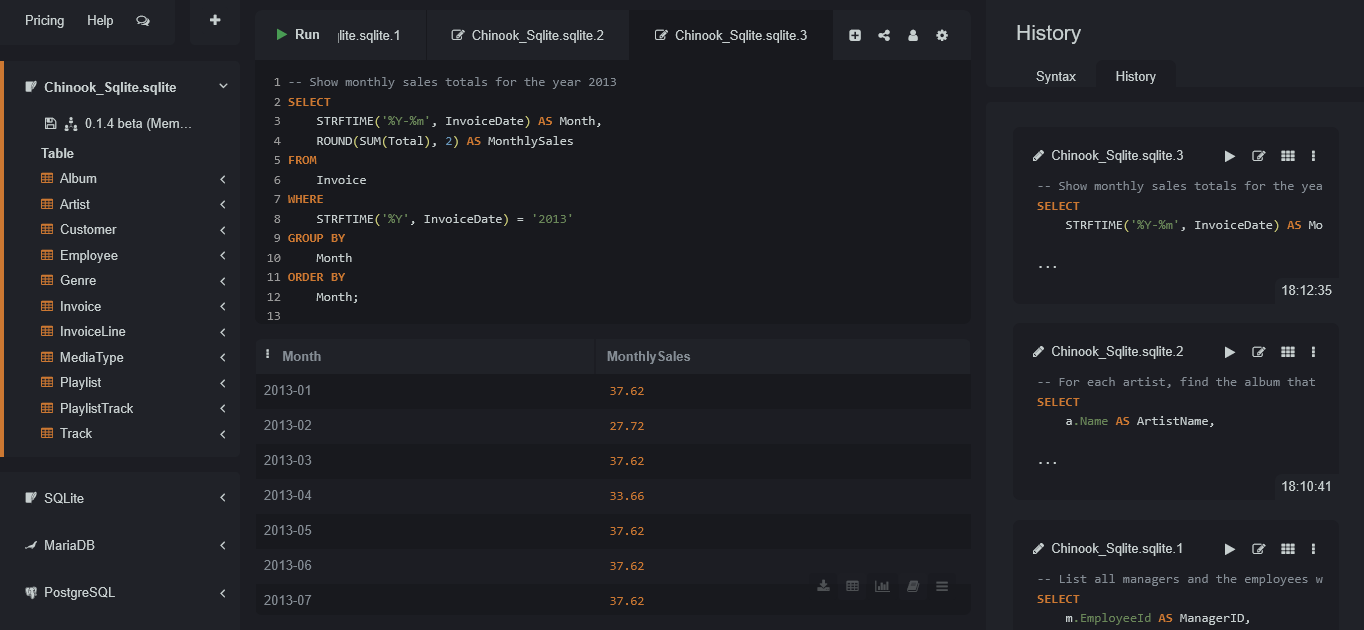 Pricing Help
Chinook_Sqlite.sqlite
0.1.4 beta (Mem...
Table
Album
Artist
Customer
Employee
Genre
Invoice
InvoiceLine
MediaType
Playlist
PlaylistTrack
Track
SQLite
MariaDB
PostgreSQL
Run lite.sqlite.1 Chinook_Sqlite.sqlite.2 Chinook_Sqlite.sqlite.3
1 -- Show monthly sales totals for the year 2013
2 SELECT
3 STRFTIME('%Y-%m', InvoiceDate) AS Month,
4 ROUND(SUM(Total), 2) AS MonthlySales
5 FROM
6 Invoice
7 WHERE
8 STRFTIME('%Y', InvoiceDate) = '2013'
9 GROUP BY
10 Month
11 ORDER BY
12 Month;
13
Month MonthlySales
2013-01 37.62
2013-02 27.72
2013-03 37.62
2013-04 33.66
2013-05 37.62
2013-06 37.62
2013-07 37.62
History
Syntax History
Chinook_Sqlite.sqlite.3
-- Show monthly sales totals for the yea
SELECT
STRFTIME('%Y-%m', InvoiceDate) AS Mo
...
18:12:35
Chinook_Sqlite.sqlite.2
-- For each artist, find the album that
SELECT
a.Name AS ArtistName,
...
18:10:41
Chinook_Sqlite.sqlite.1
-- List all managers and the employees w
SELECT
m.EmployeeId AS ManagerID,